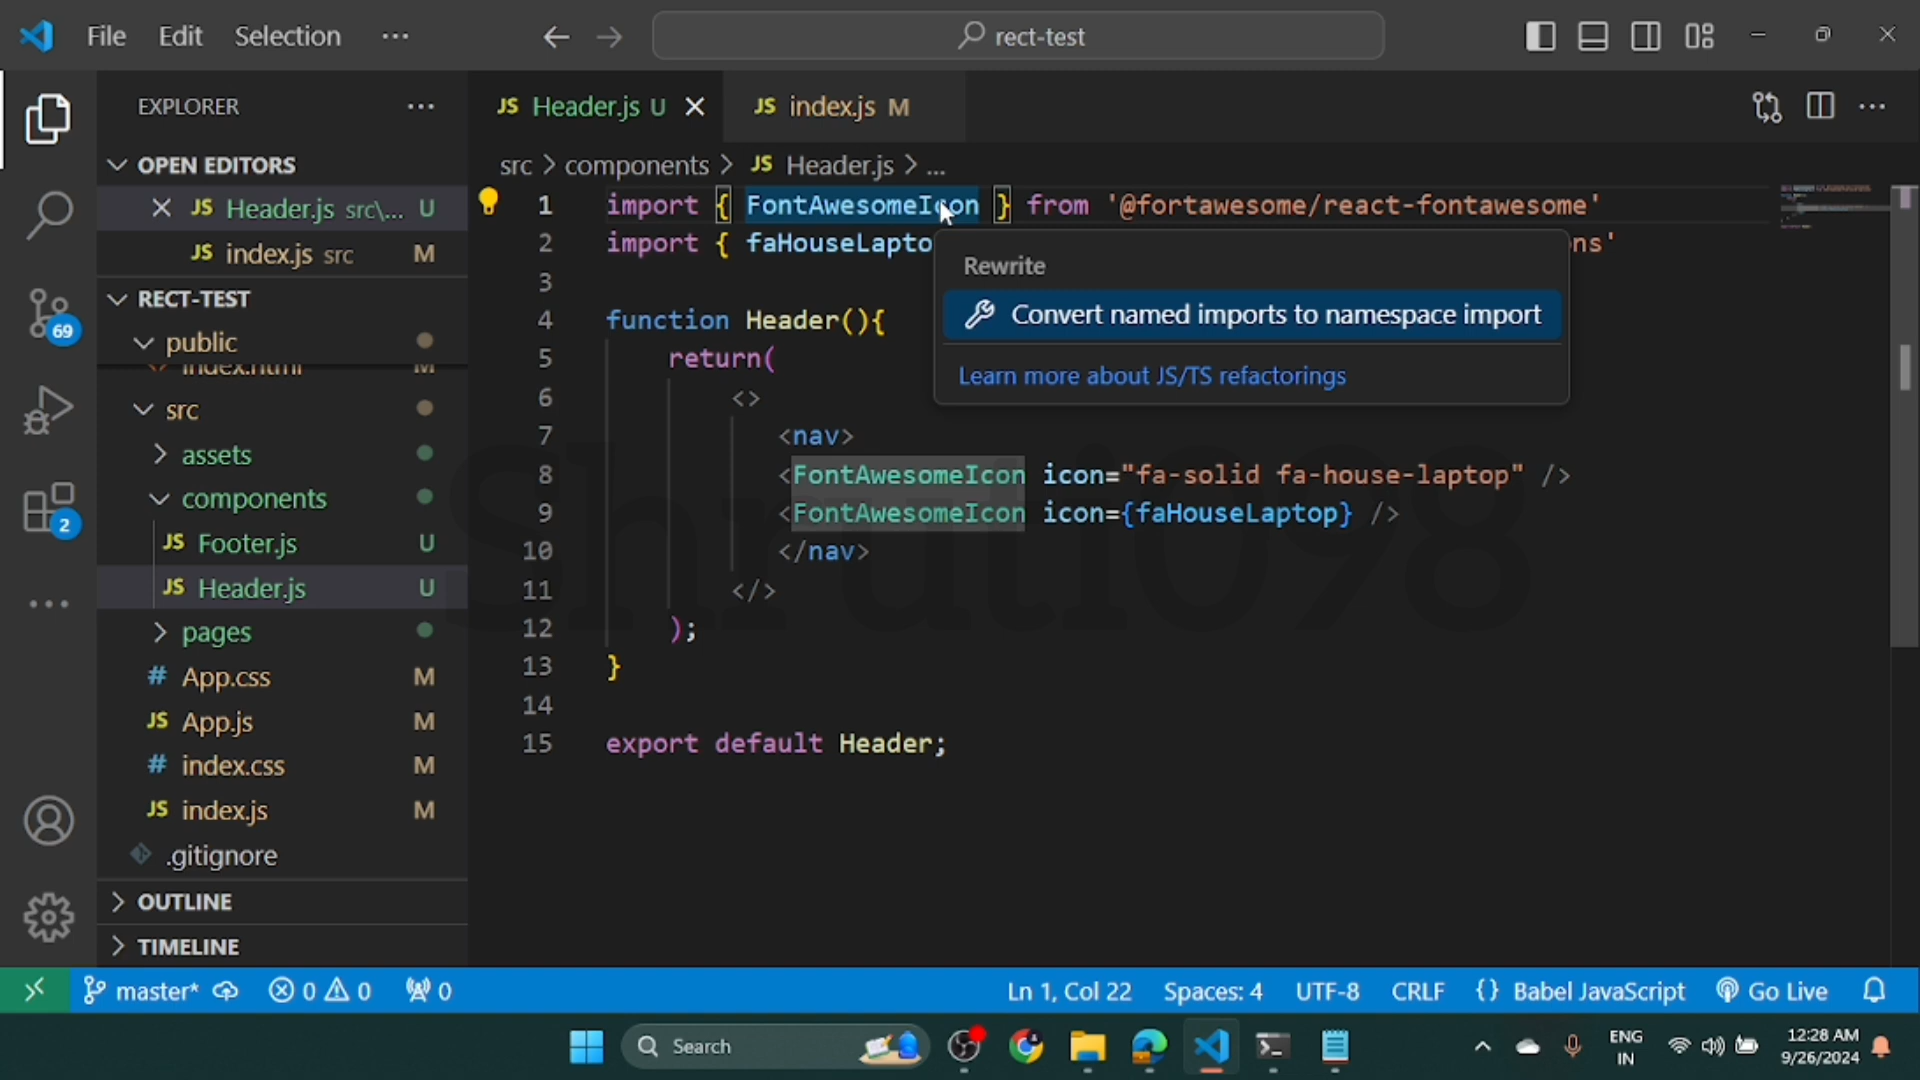 File Edit Selection ···
rect-test
EXPLORER ···
OPEN EDITORS
JS Header.js src\... U
JS index.js src M
RECT-TEST
public
index.html M
src
assets
components
JS Footer.js U
JS Header.js U
pages
# App.css M
JS App.js M
# index.css M
JS index.js M
.gitignore
OUTLINE
TIMELINE
69
2
JS Header.js U
JS index.js M
src > components > JS Header.js > ...
1 import { FontAwesomeIcon } from '@fortawesome/react-fontawesome'
2 import { faHouseLapto ns'
3
4 function Header(){
5 return(
6 <>
7 <nav>
8 <FontAwesomeIcon icon="fa-solid fa-house-laptop" />
9 <FontAwesomeIcon icon={faHouseLaptop} />
10 </nav>
11 </>
12 );
13 }
14
15 export default Header;
Rewrite
Convert named imports to namespace import
Learn more about JS/TS refactorings
Shruti098
master* 0 0 0 Ln 1, Col 22 Spaces: 4 UTF-8 CRLF {} Babel JavaScript Go Live
Search
ENG
IN
12:28 AM
9/26/2024